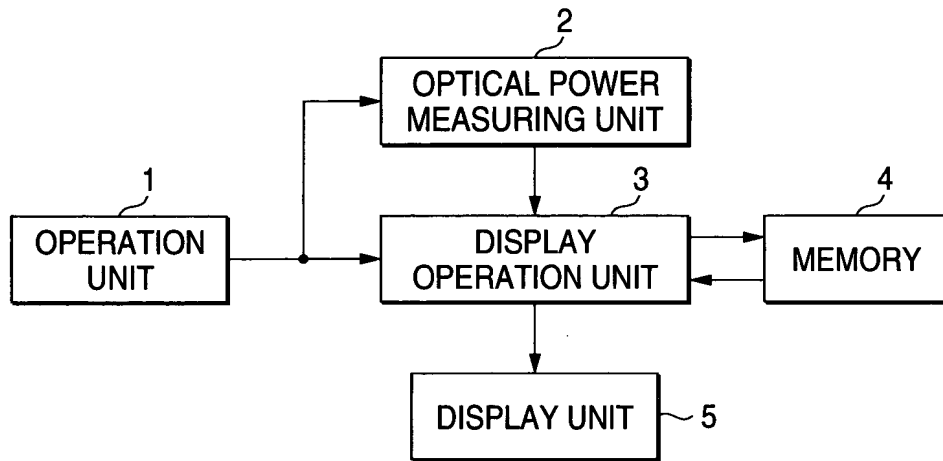 2
OPTICAL POWER
MEASURING UNIT
1
OPERATION
UNIT
3
DISPLAY
OPERATION UNIT
4
MEMORY
DISPLAY UNIT
5